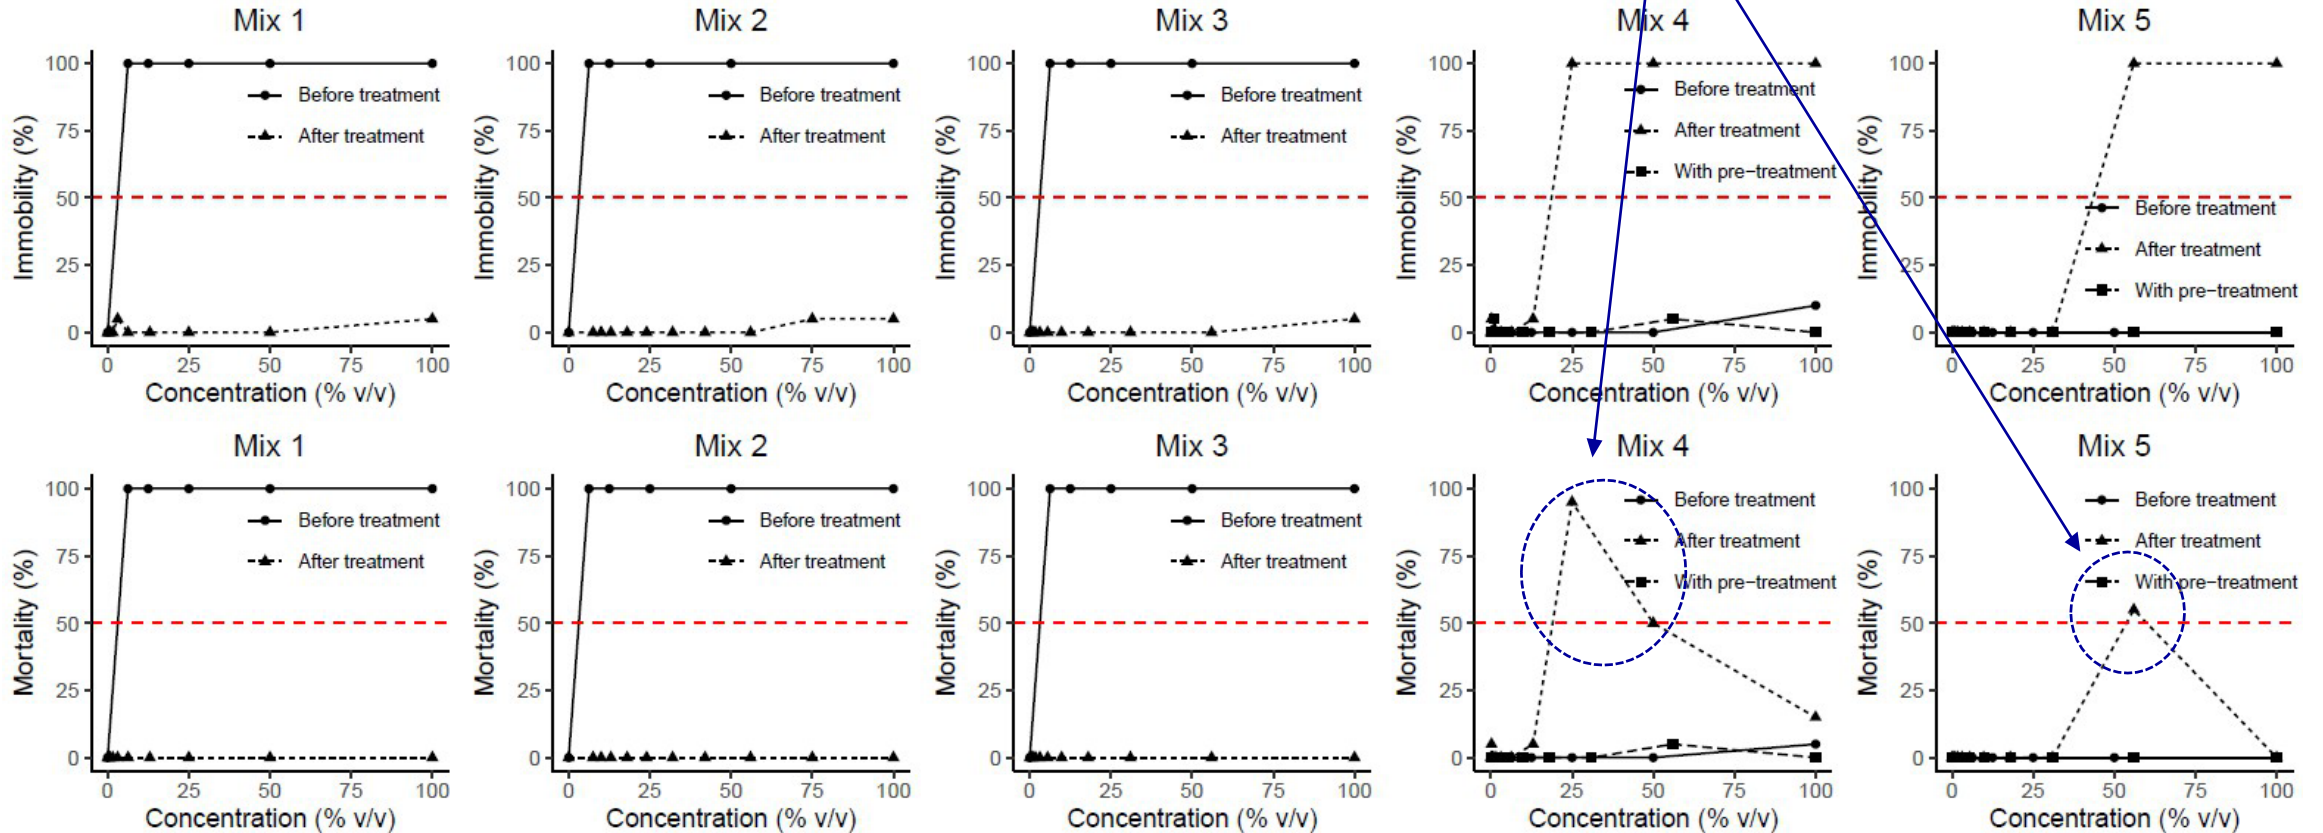 Mix 1
Immobility (%)
100
75
50
25
0
Before treatment
After treatment
0 25 50 75 100
Concentration (% v/v)
Mix 2
Immobility (%)
100
75
50
25
0
Before treatment
After treatment
0 25 50 75 100
Concentration (% v/v)
Mix 3
Immobility (%)
100
75
50
25
0
Before treatment
After treatment
0 25 50 75 100
Concentration (% v/v)
Mix 4
Immobility (%)
100
75
50
25
0
Before treatment
After treatment
With pre-treatment
0 25 50 75 100
Concentration (% v/v)
Mix 5
Immobility (%)
100
75
50
25
0
Before treatment
After treatment
With pre-treatment
0 25 50 75 100
Concentration (% v/v)
Mix 1
Mortality (%)
100
75
50
25
0
Before treatment
After treatment
0 25 50 75 100
Concentration (% v/v)
Mix 2
Mortality (%)
100
75
50
25
0
Before treatment
After treatment
0 25 50 75 100
Concentration (% v/v)
Mix 3
Mortality (%)
100
75
50
25
0
Before treatment
After treatment
0 25 50 75 100
Concentration (% v/v)
Mix 4
Mortality (%)
100
75
50
25
0
Before treatment
After treatment
With pre-treatment
0 25 50 75 100
Concentration (% v/v)
Mix 5
Mortality (%)
100
75
50
25
0
Before treatment
After treatment
With pre-treatment
0 25 50 75 100
Concentration (% v/v)